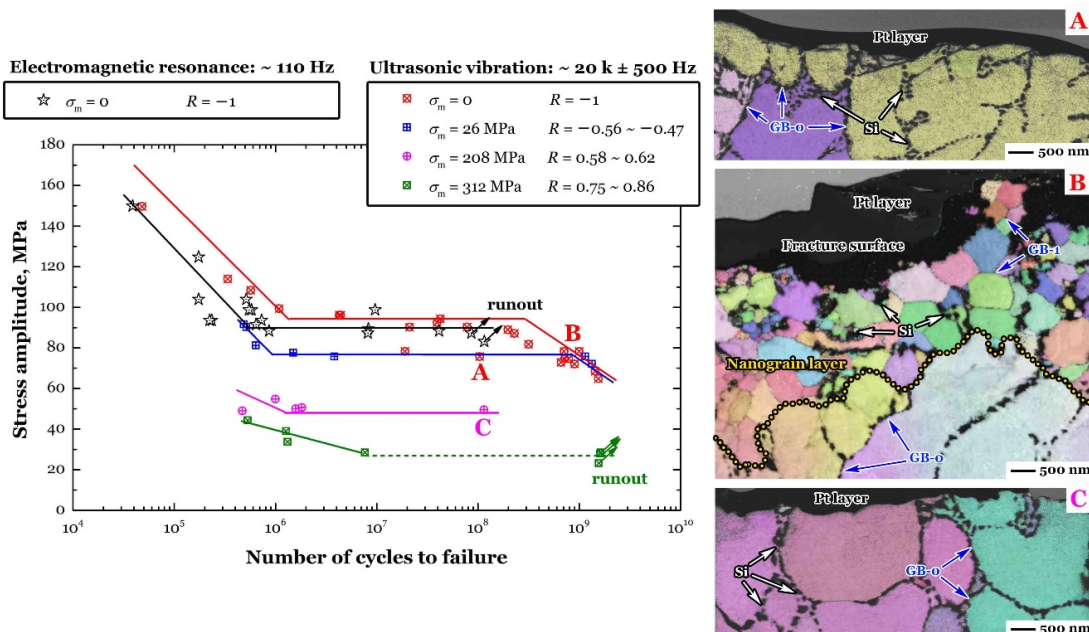 Electromagnetic resonance: ~ 110 Hz
σm = 0 R = −1
Ultrasonic vibration: ~ 20 k ± 500 Hz
σm = 0 R = −1
σm = 26 MPa R = −0.56 ~ −0.47
σm = 208 MPa R = 0.58 ~ 0.62
σm = 312 MPa R = 0.75 ~ 0.86
Stress amplitude, MPa
180
160
140
120
100
80
60
40
20
0
runout
B
A
C
runout
10⁴ 10⁵ 10⁶ 10⁷ 10⁸ 10⁹ 10¹⁰
Number of cycles to failure
A
Pt layer
GB-o
Si
500 nm
B
Pt layer
Fracture surface
GB-1
Si
Nanograin layer
GB-o
500 nm
C
Pt layer
Si
GB-o
500 nm